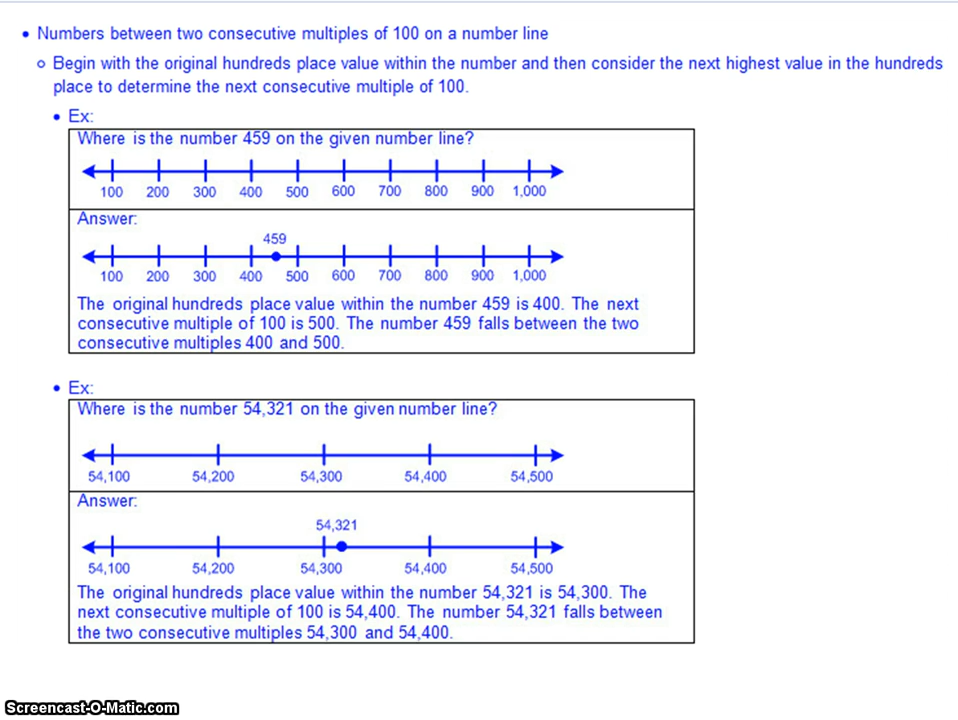 • Numbers between two consecutive multiples of 100 on a number line
o Begin with the original hundreds place value within the number and then consider the next highest value in the hundreds
place to determine the next consecutive multiple of 100.
• Ex:
Where is the number 459 on the given number line?
100 200 300 400 500 600 700 800 900 1,000
Answer:
459
100 200 300 400 500 600 700 800 900 1,000
The original hundreds place value within the number 459 is 400. The next
consecutive multiple of 100 is 500. The number 459 falls between the two
consecutive multiples 400 and 500.
• Ex:
Where is the number 54,321 on the given number line?
54,100 54,200 54,300 54,400 54,500
Answer:
54,321
54,100 54,200 54,300 54,400 54,500
The original hundreds place value within the number 54,321 is 54,300. The
next consecutive multiple of 100 is 54,400. The number 54,321 falls between
the two consecutive multiples 54,300 and 54,400.
Screencast-O-Matic.com